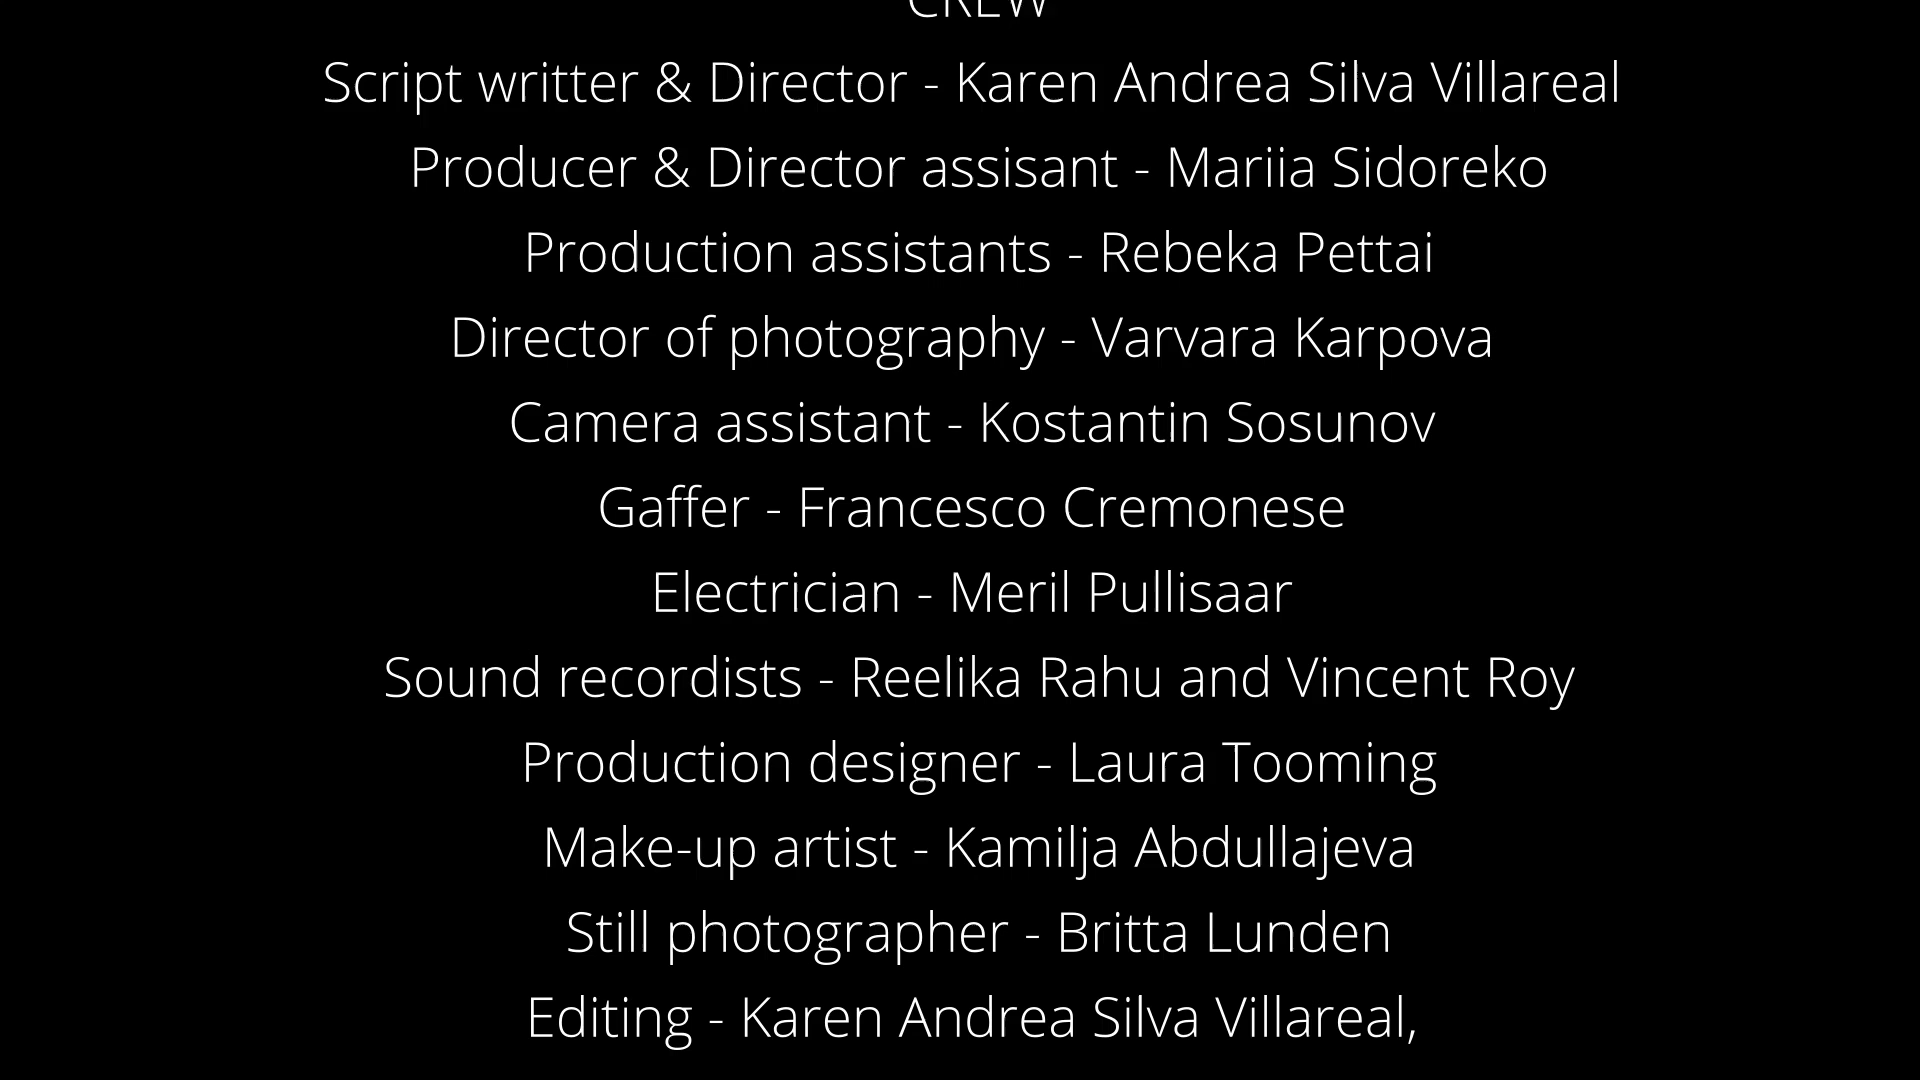 CREW
Script writter & Director - Karen Andrea Silva Villareal
Producer & Director assisant - Mariia Sidoreko
Production assistants - Rebeka Pettai
Director of photography - Varvara Karpova
Camera assistant - Kostantin Sosunov
Gaffer - Francesco Cremonese
Electrician - Meril Pullisaar
Sound recordists - Reelika Rahu and Vincent Roy
Production designer - Laura Tooming
Make-up artist - Kamilja Abdullajeva
Still photographer - Britta Lunden
Editing - Karen Andrea Silva Villareal,